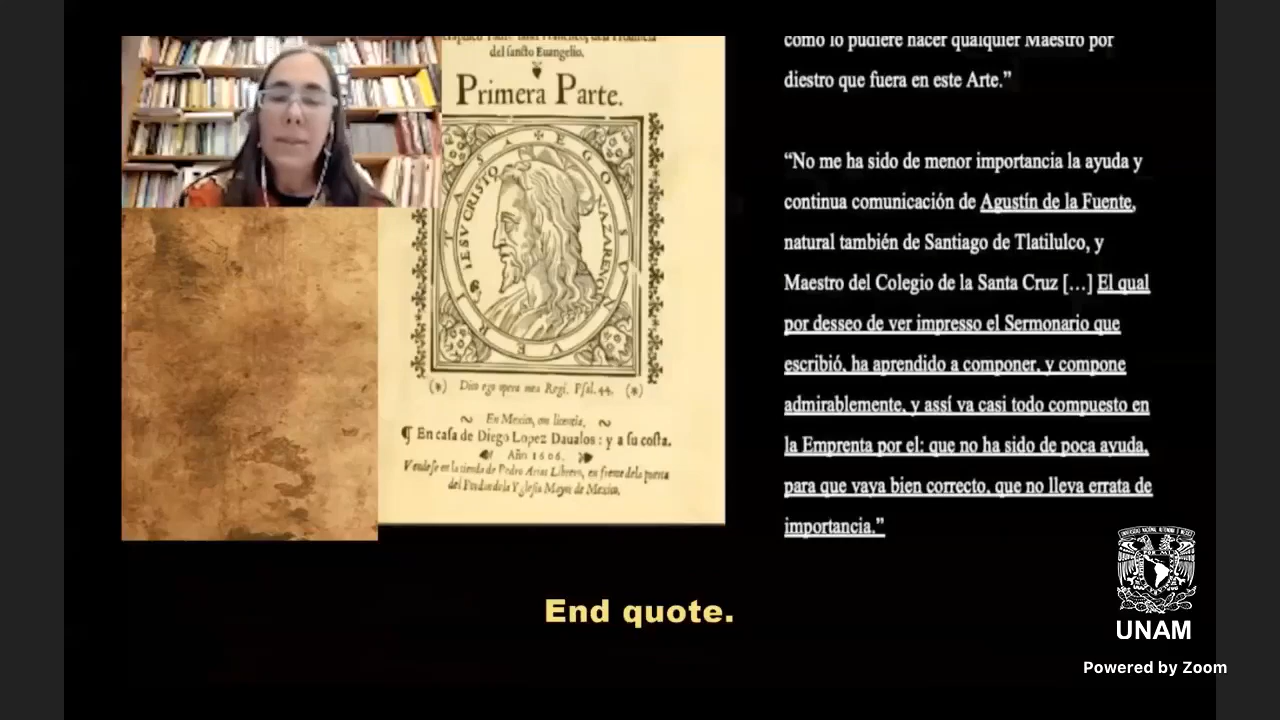 del sancto Euangelio.
Primera Parte.
IESV CRISTO NAZARENO
(*) Dico ego opera mea Regi. Psal. 44. (*)
En Mexico, con licencia,
¶ En casa de Diego Lopez Daualos: y a su costa.
Año 1606.
Vendese en la tienda de Pedro Arias Librero, en frente dela puerta
del Perdon dela Yglesia Mayor de Mexico.
como lo pudiere hacer qualquier Maestro por
diestro que fuera en este Arte.”
“No me ha sido de menor importancia la ayuda y
continua comunicación de Agustín de la Fuente,
natural también de Santiago de Tlatilulco, y
Maestro del Colegio de la Santa Cruz […] El qual
por desseo de ver impresso el Sermonario que
escribió, ha aprendido a componer, y compone
admirablemente, y assí va casi todo compuesto en
la Emprenta por el: que no ha sido de poca ayuda,
para que vaya bien correcto, que no lleva errata de
importancia.”
End quote.
UNAM
Powered by Zoom